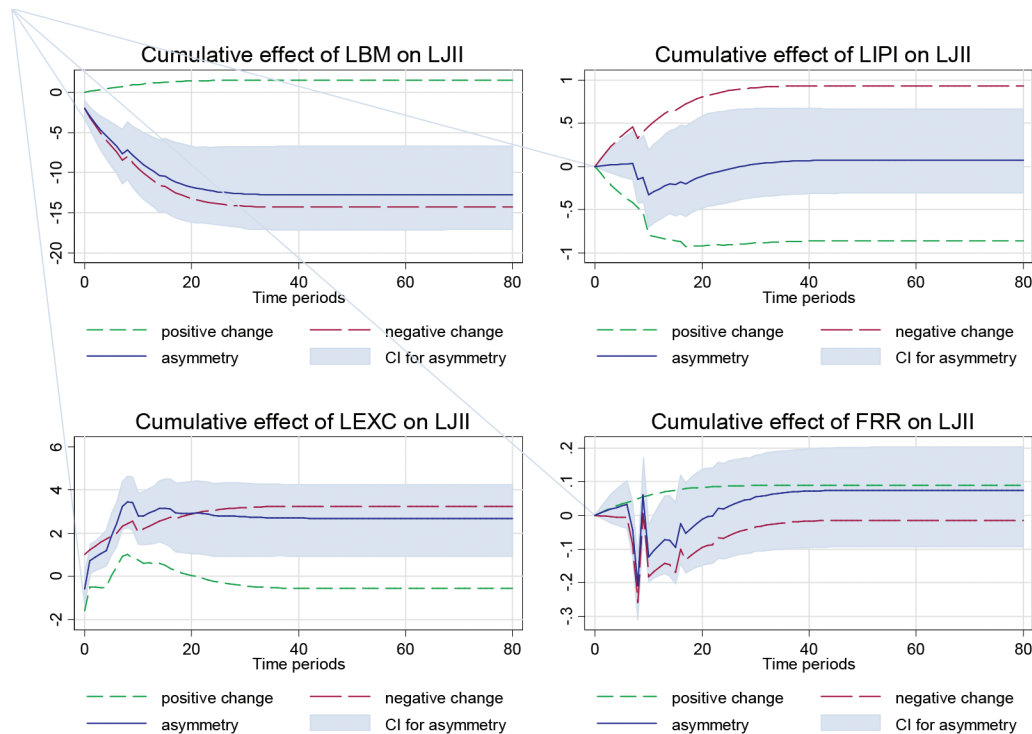 Cumulative effect of LBM on LJII
0
-5
-10
-15
-20
0 20 40 60 80
Time periods
positive change negative change
asymmetry CI for asymmetry
Cumulative effect of LIPI on LJII
1
.5
0
-.5
-1
0 20 40 60 80
Time periods
positive change negative change
asymmetry CI for asymmetry
Cumulative effect of LEXC on LJII
6
4
2
0
-2
0 20 40 60 80
Time periods
positive change negative change
asymmetry CI for asymmetry
Cumulative effect of FRR on LJII
.2
.1
0
-.1
-.2
-.3
0 20 40 60 80
Time periods
positive change negative change
asymmetry CI for asymmetry